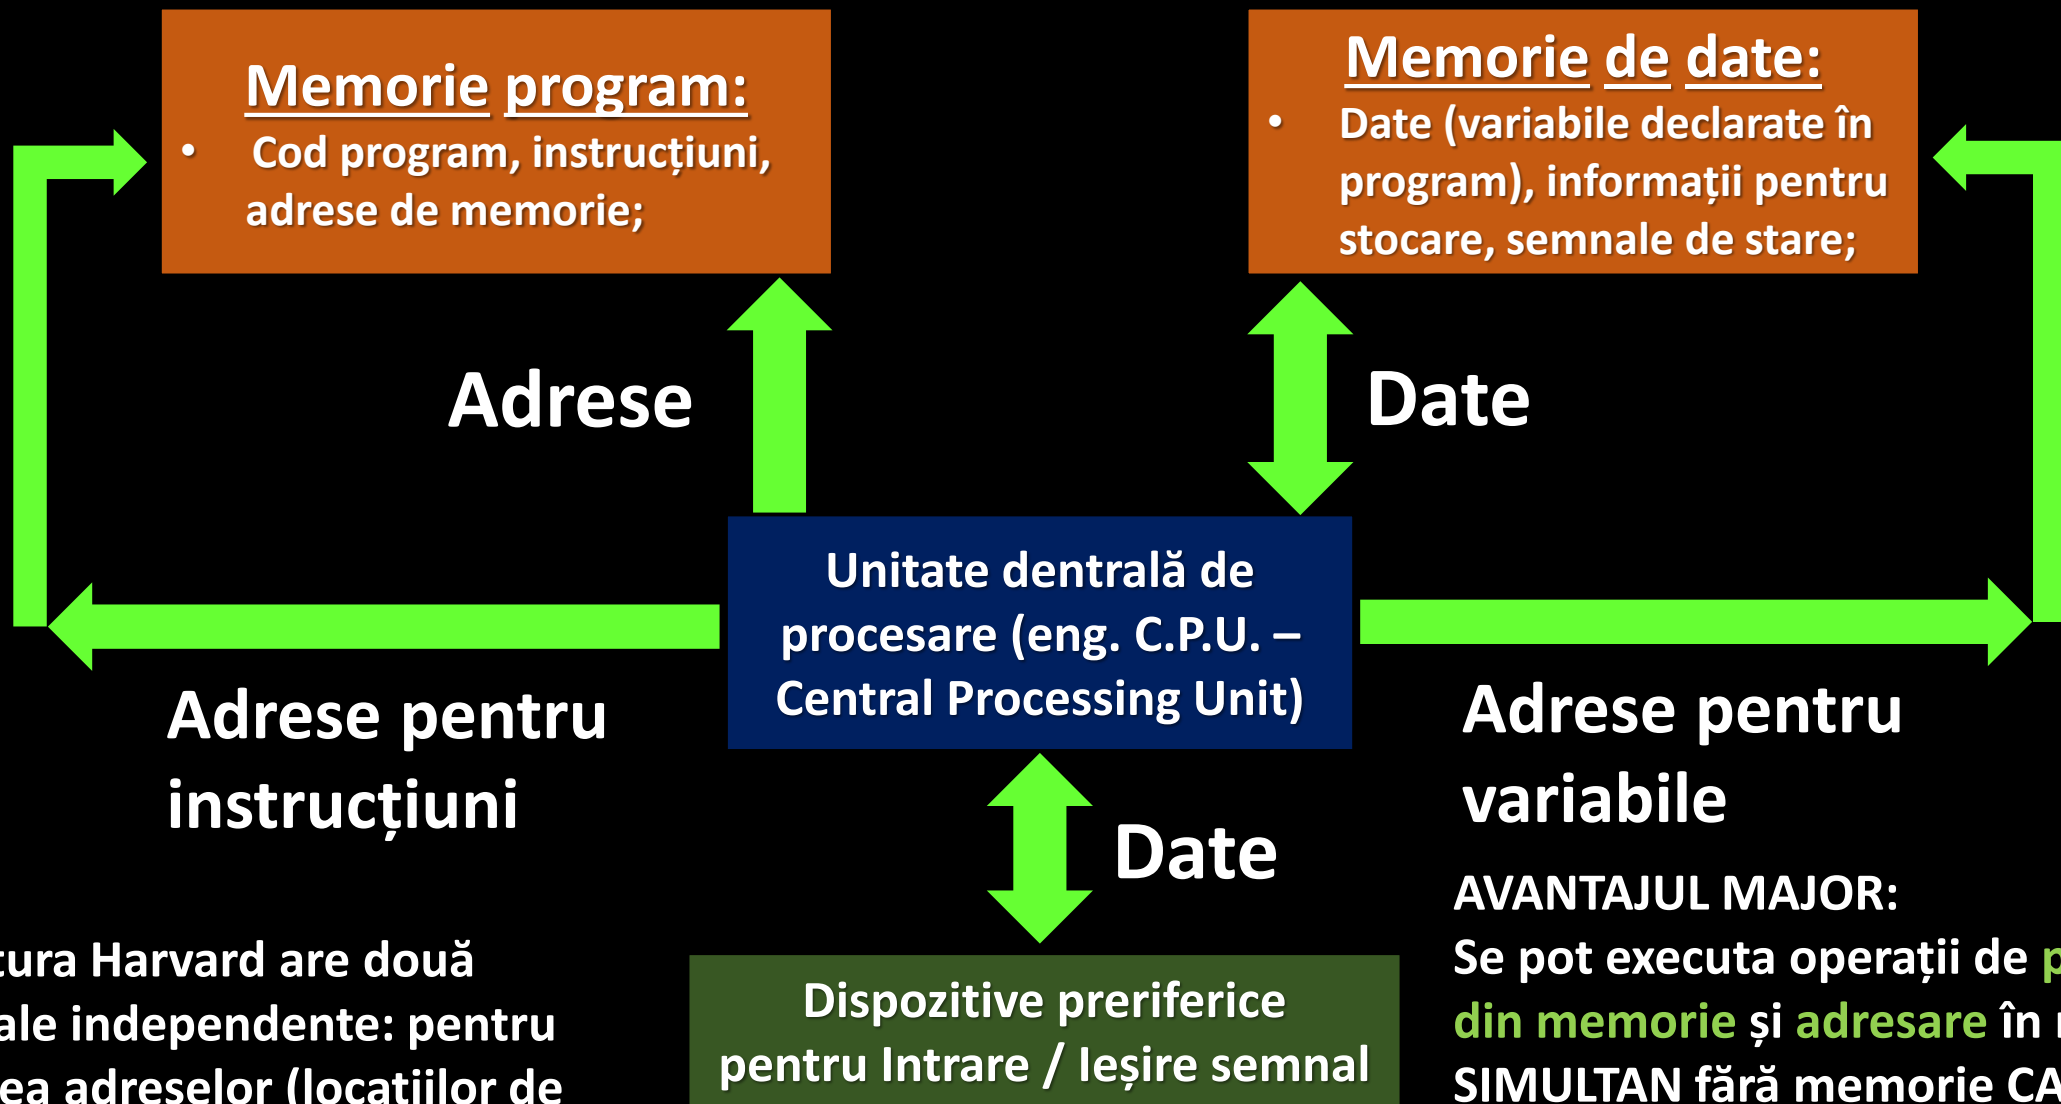 Memorie program:
• Cod program, instrucțiuni,
adrese de memorie;
Memorie de date:
• Date (variabile declarate în
program), informații pentru
stocare, semnale de stare;
Adrese
Date
Unitate dentrală de
procesare (eng. C.P.U. –
Central Processing Unit)
Adrese pentru
instrucțiuni
Adrese pentru
variabile
Date
Harvard are două
independente: pentru
adreselor (locațiilor de
Dispozitive preriferice
pentru Intrare / Ieșire semnal
AVANTAJUL MAJOR:
Se pot executa operații de
din memorie și adresare în
SIMULTAN fără memorie